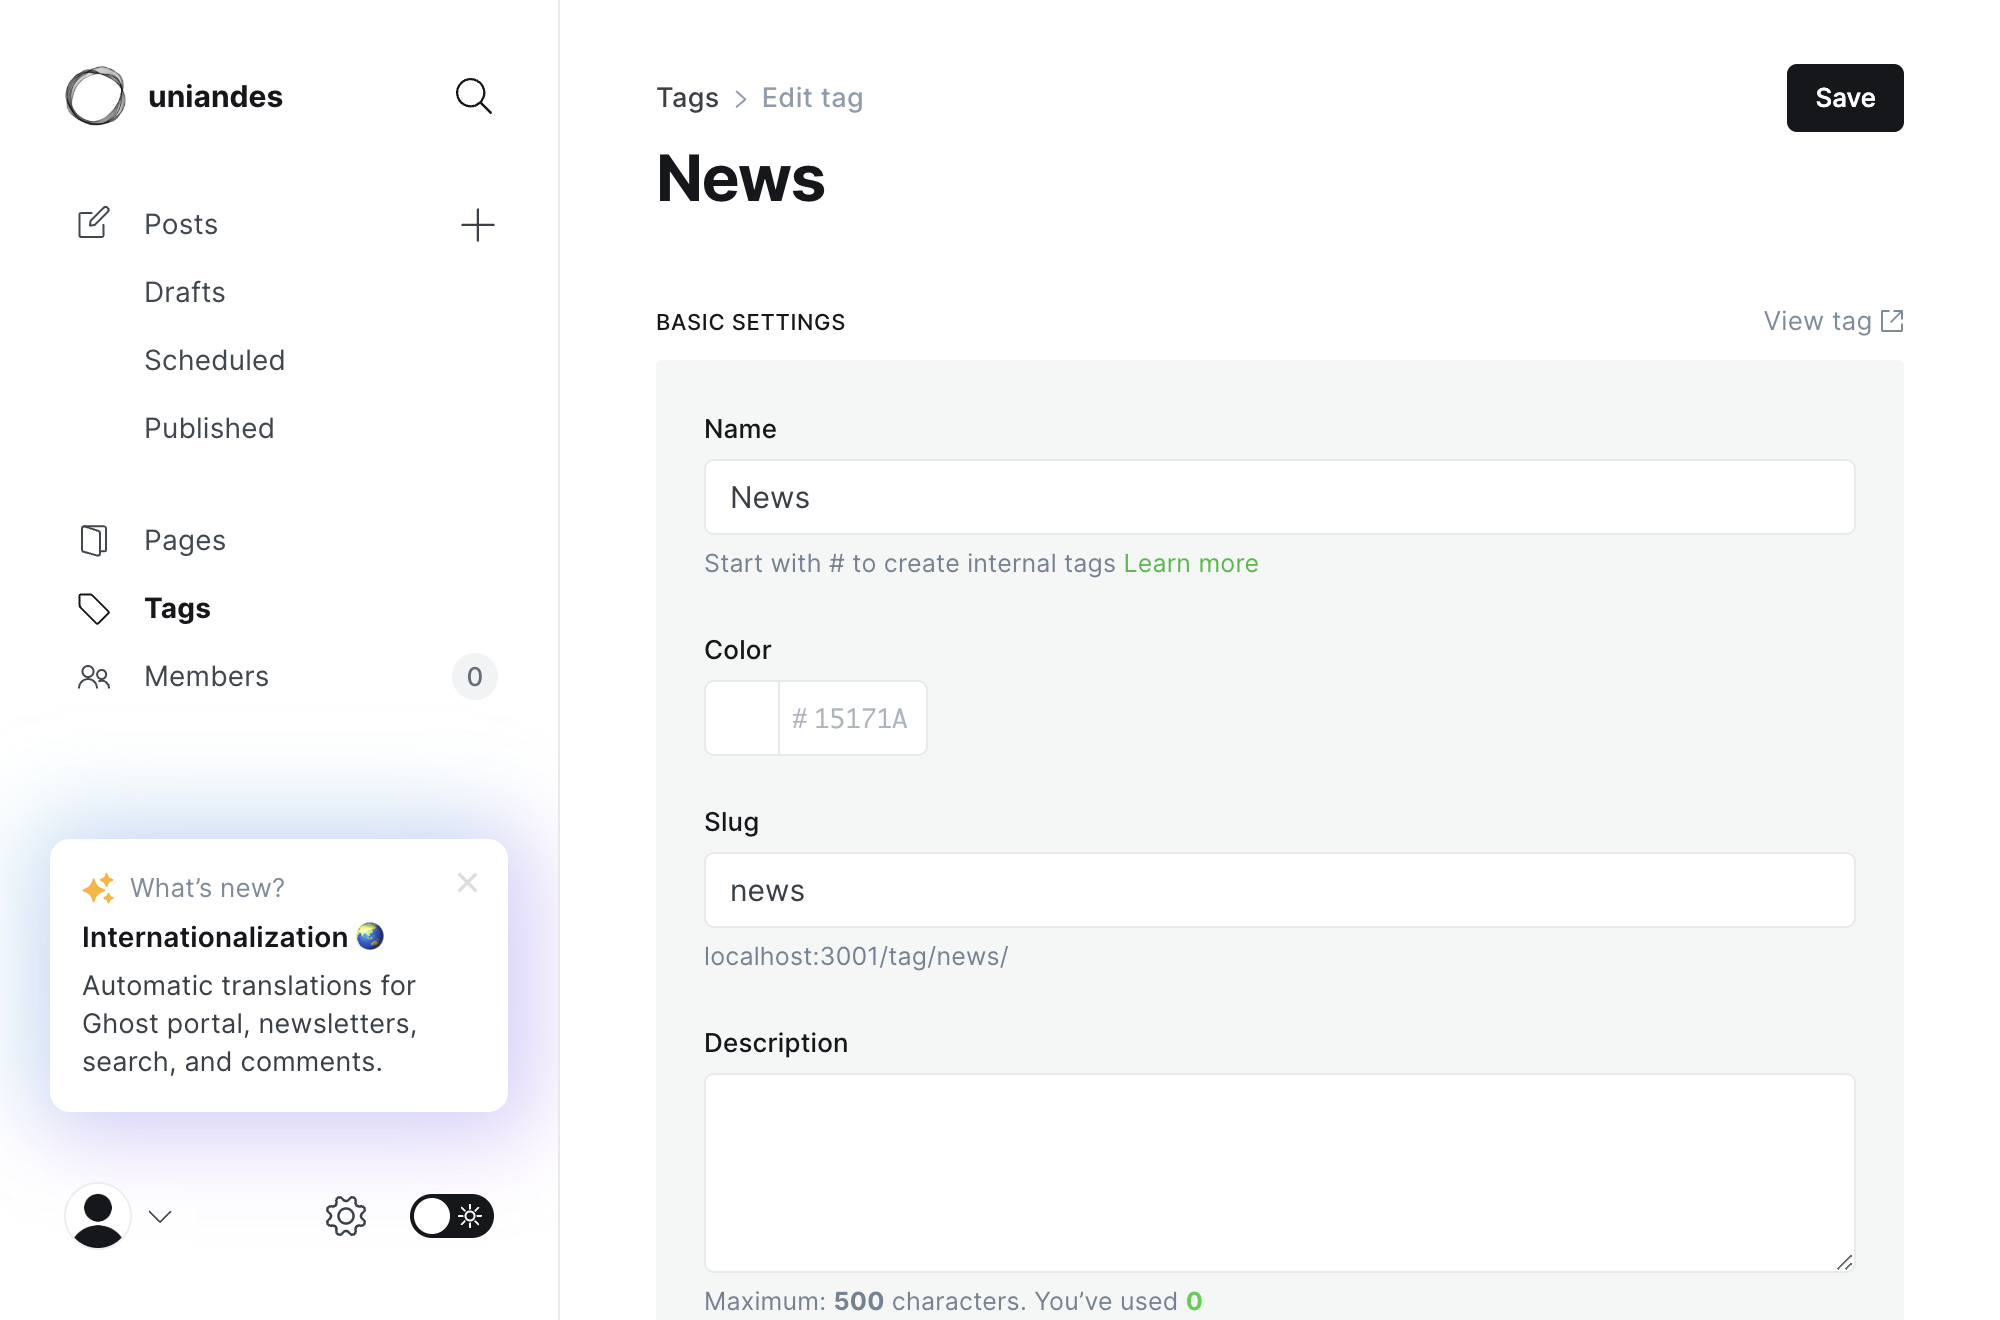 uniandes
Posts
Drafts
Scheduled
Published
Pages
Tags
Members
0
What’s new?
Internationalization
Automatic translations for
Ghost portal, newsletters,
search, and comments.
Tags > Edit tag
Save
News
BASIC SETTINGS
View tag
Name
News
Start with # to create internal tags Learn more
Color
# 15171A
Slug
news
localhost:3001/tag/news/
Description
Maximum: 500 characters. You’ve used 0